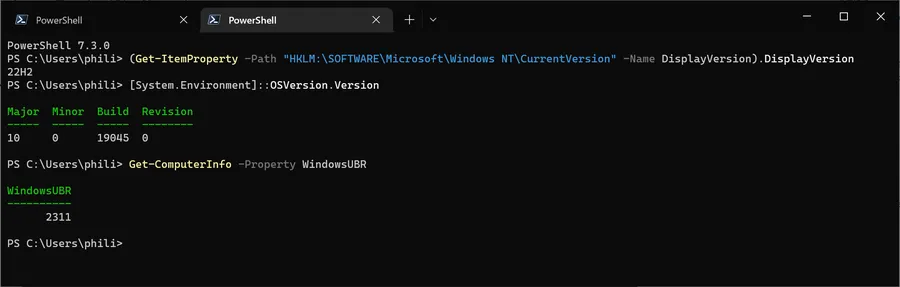 PowerShell
PowerShell
PowerShell 7.3.0
PS C:\Users\phili> (Get-ItemProperty -Path "HKLM:\SOFTWARE\Microsoft\Windows NT\CurrentVersion" -Name DisplayVersion).DisplayVersion
22H2
PS C:\Users\phili> [System.Environment]::OSVersion.Version
Major  Minor  Build  Revision
-----  -----  -----  --------
10     0      19045  0
PS C:\Users\phili> Get-ComputerInfo -Property WindowsUBR
WindowsUBR
----------
      2311
PS C:\Users\phili>